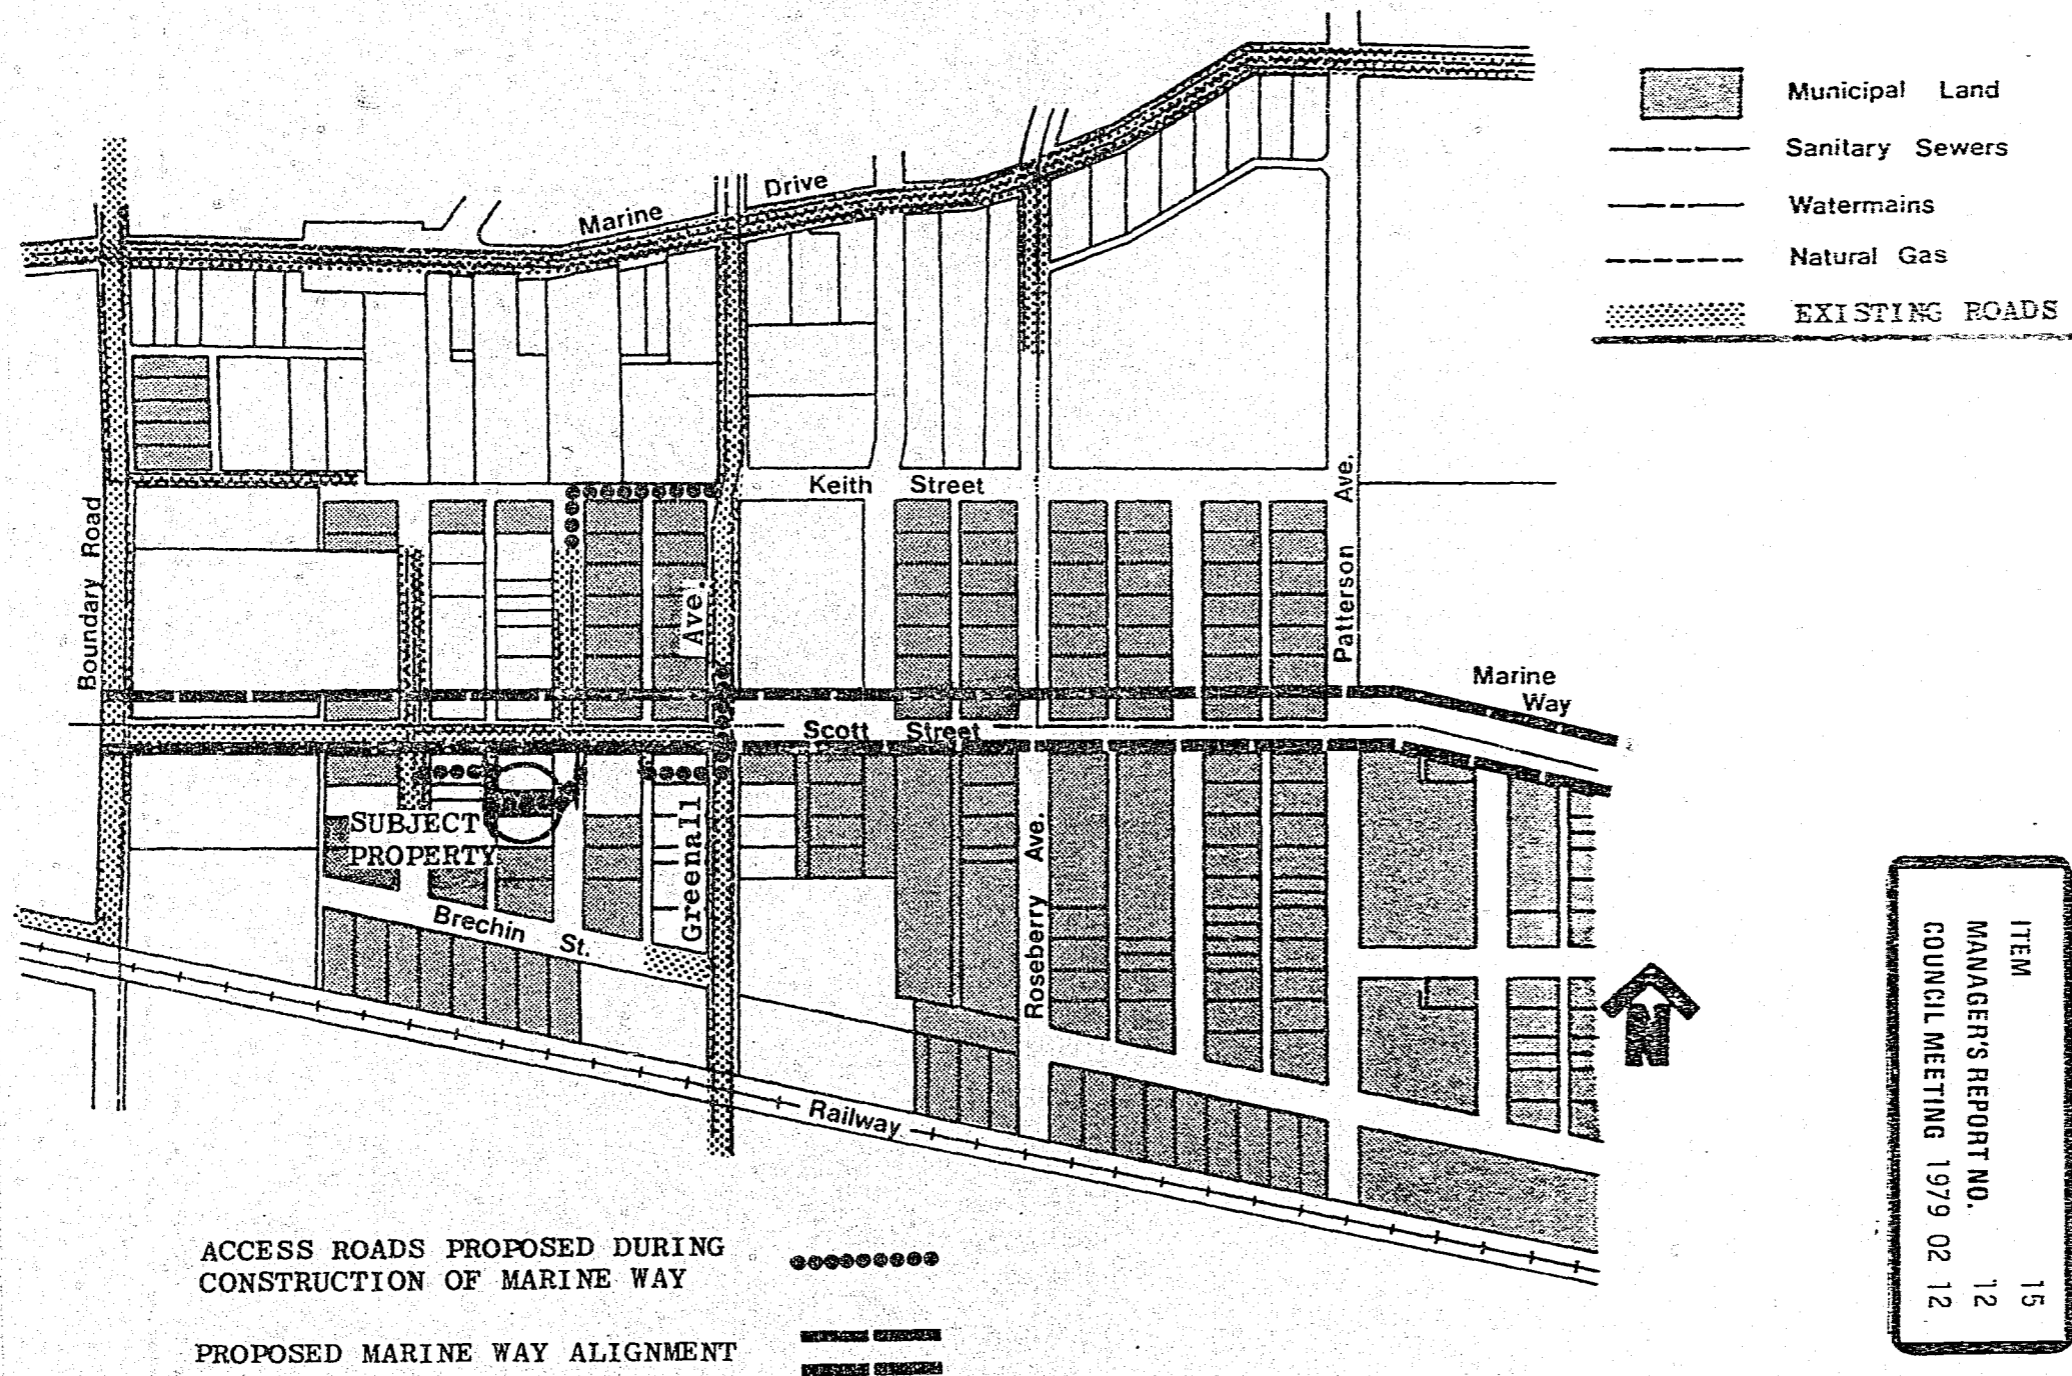 Municipal Land
Sanitary Sewers
Watermains
Natural Gas
EXISTING ROADS
Marine Drive
Keith Street
Boundary Road
Ave.
Patterson Ave.
Marine
Way
Scott Street
SUBJECT
PROPERTY
Greenall
Roseberry Ave.
Brechin St.
Railway
N
ACCESS ROADS PROPOSED DURING
CONSTRUCTION OF MARINE WAY
PROPOSED MARINE WAY ALIGNMENT
ITEM 15
MANAGER'S REPORT NO. 12
COUNCIL MEETING 1979 02 12